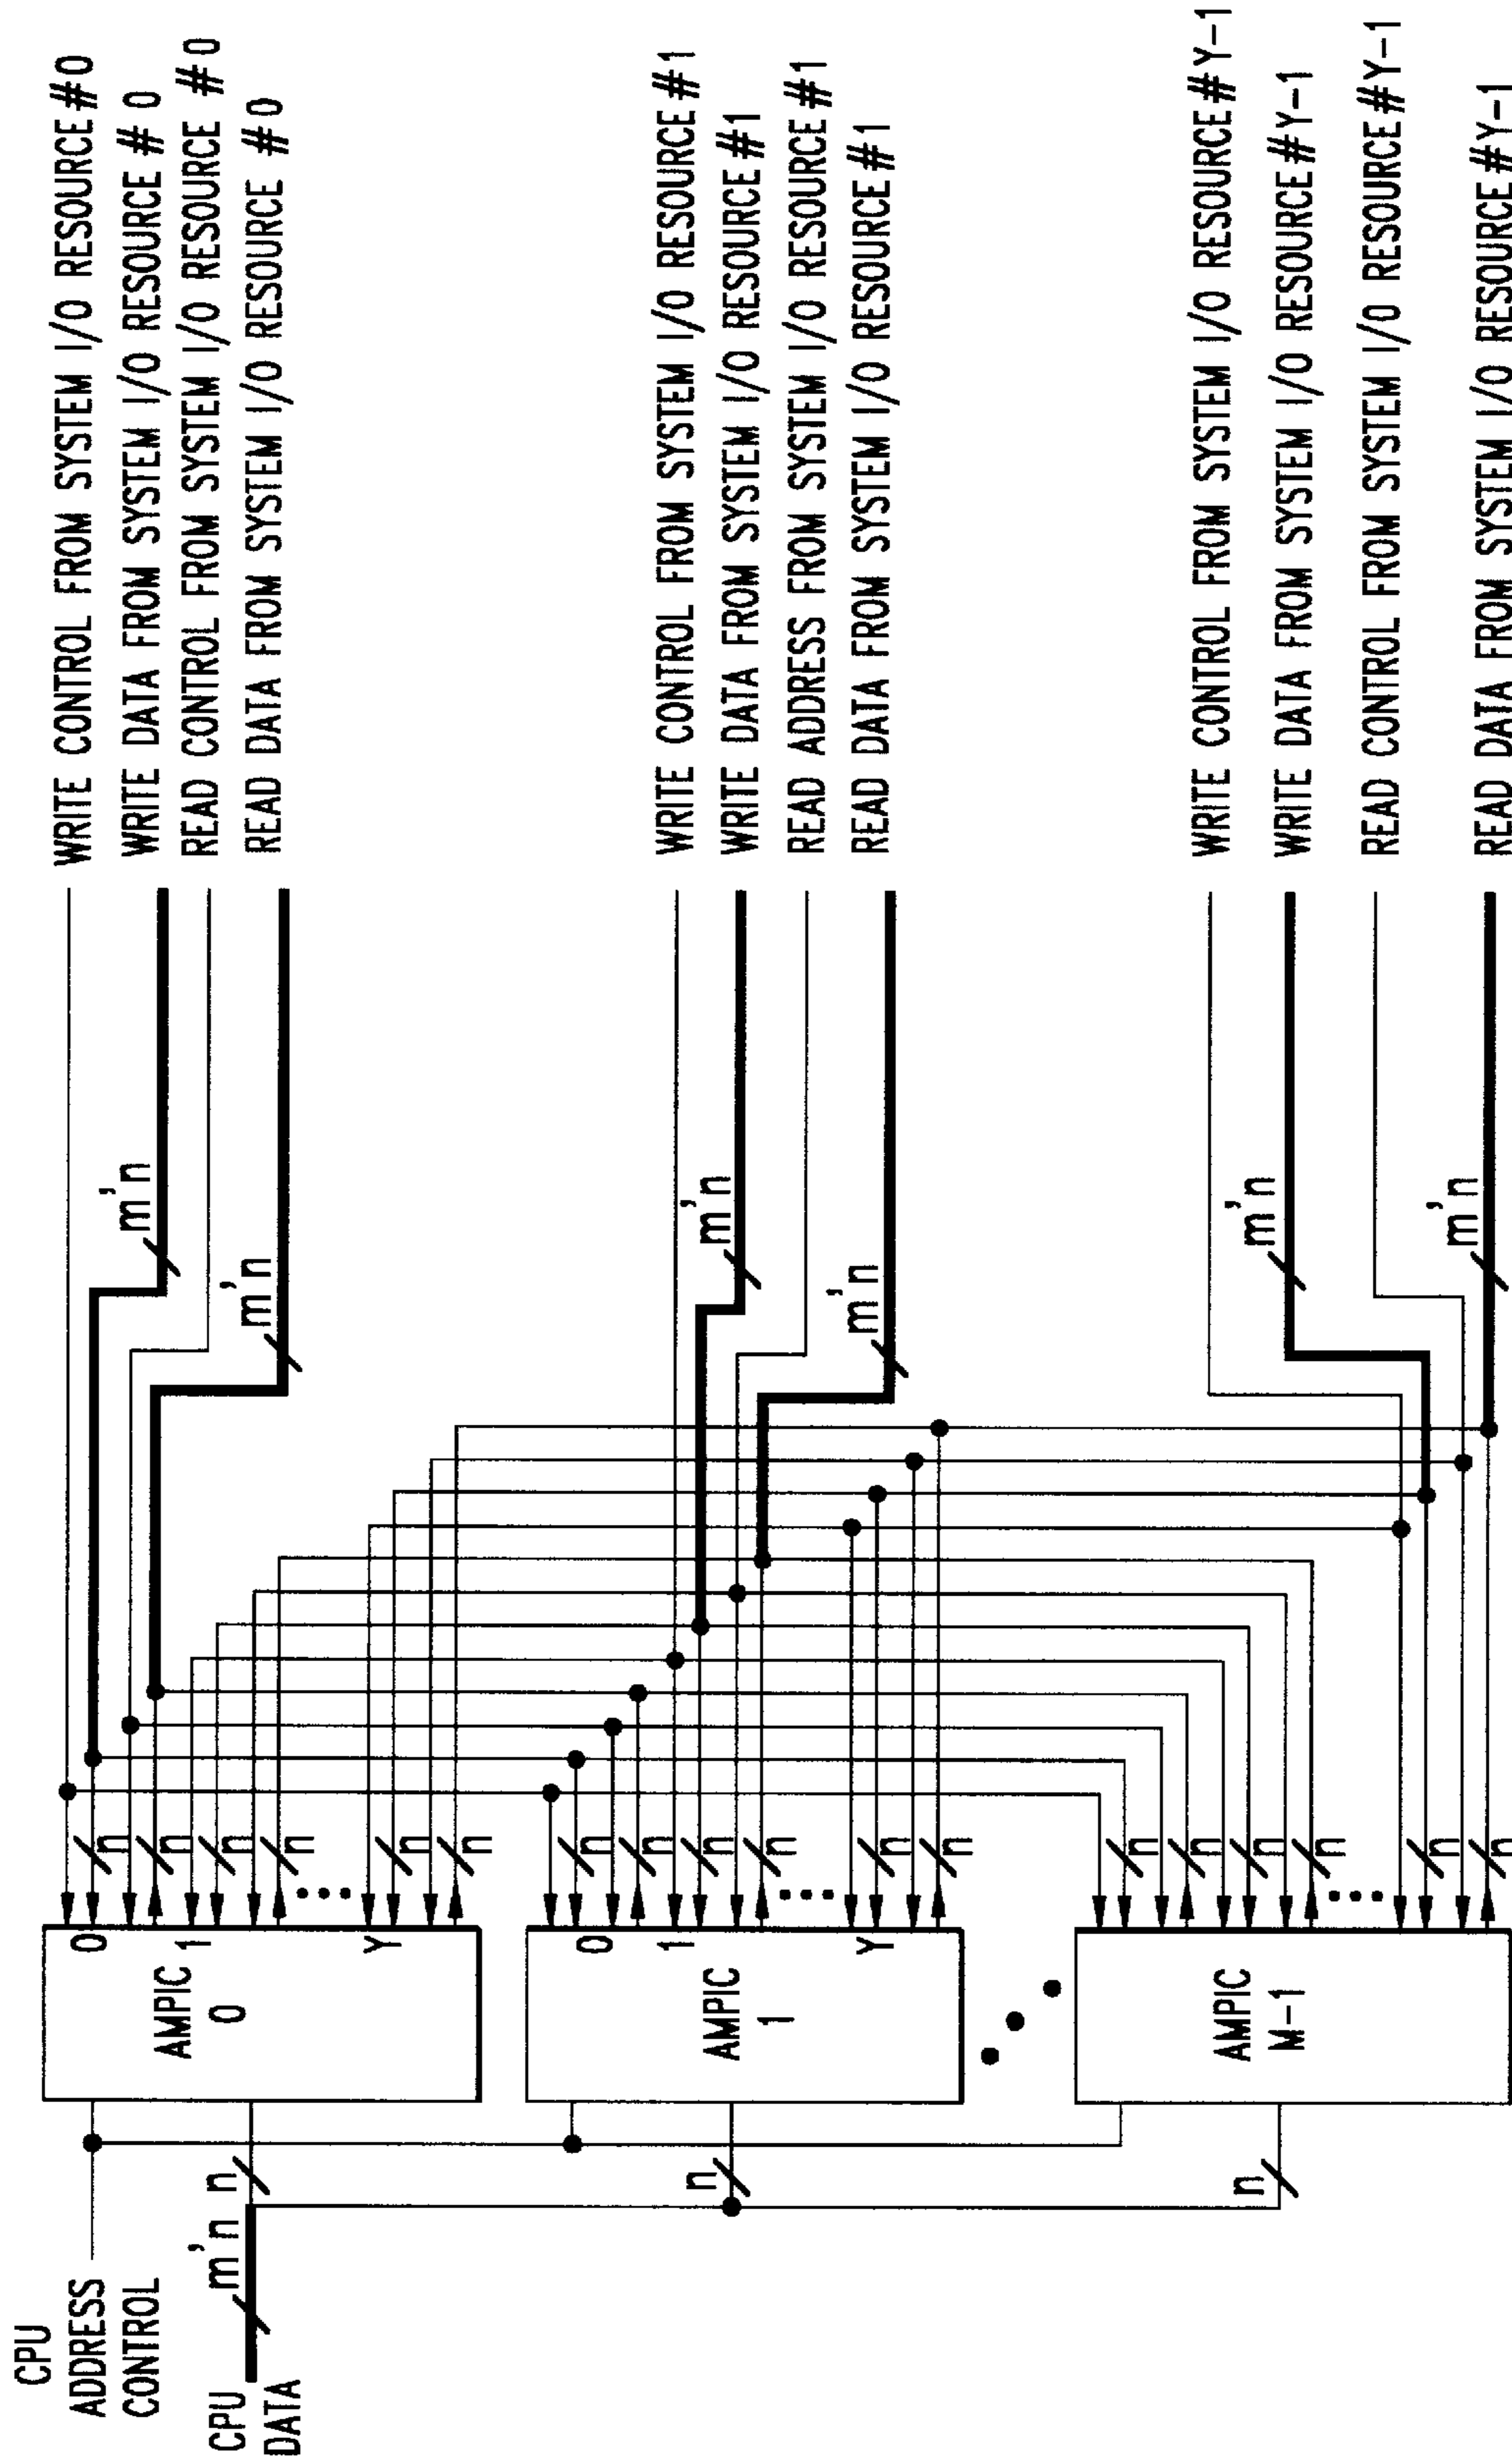 CPU
ADDRESS
CONTROL
CPU
DATA
m'n
n
n
n
AMPIC
0
0
1
Y
n
n
n
n
n
n
AMPIC
1
0
1
Y
n
n
n
n
n
n
AMPIC
M-1
n
n
n
n
n
n
m'n
m'n
m'n
m'n
m'n
m'n
WRITE CONTROL FROM SYSTEM I/O RESOURCE #0
WRITE DATA FROM SYSTEM I/O RESOURCE # 0
READ CONTROL FROM SYSTEM I/O RESOURCE #0
READ DATA FROM SYSTEM I/O RESOURCE #0
WRITE CONTROL FROM SYSTEM I/O RESOURCE #1
WRITE DATA FROM SYSTEM I/O RESOURCE #1
READ ADDRESS FROM SYSTEM I/O RESOURCE #1
READ DATA FROM SYSTEM I/O RESOURCE #1
WRITE CONTROL FROM SYSTEM I/O RESOURCE #Y-1
WRITE DATA FROM SYSTEM I/O RESOURCE #Y-1
READ CONTROL FROM SYSTEM I/O RESOURCE #Y-1
READ DATA FROM SYSTEM I/O RESOURCE #Y-1